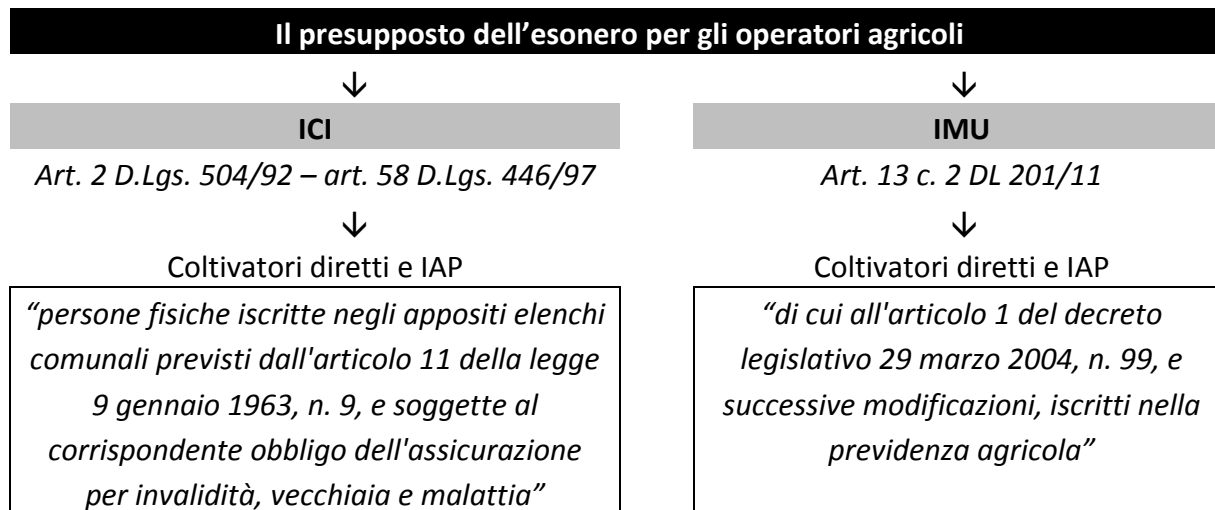 Il presupposto dell’esonero per gli operatori agricoli
ICI
Art. 2 D.Lgs. 504/92 – art. 58 D.Lgs. 446/97
Coltivatori diretti e IAP
“persone fisiche iscritte negli appositi elenchi
comunali previsti dall'articolo 11 della legge
9 gennaio 1963, n. 9, e soggette al
corrispondente obbligo dell'assicurazione
per invalidità, vecchiaia e malattia”
IMU
Art. 13 c. 2 DL 201/11
Coltivatori diretti e IAP
“di cui all'articolo 1 del decreto
legislativo 29 marzo 2004, n. 99, e
successive modificazioni, iscritti nella
previdenza agricola”